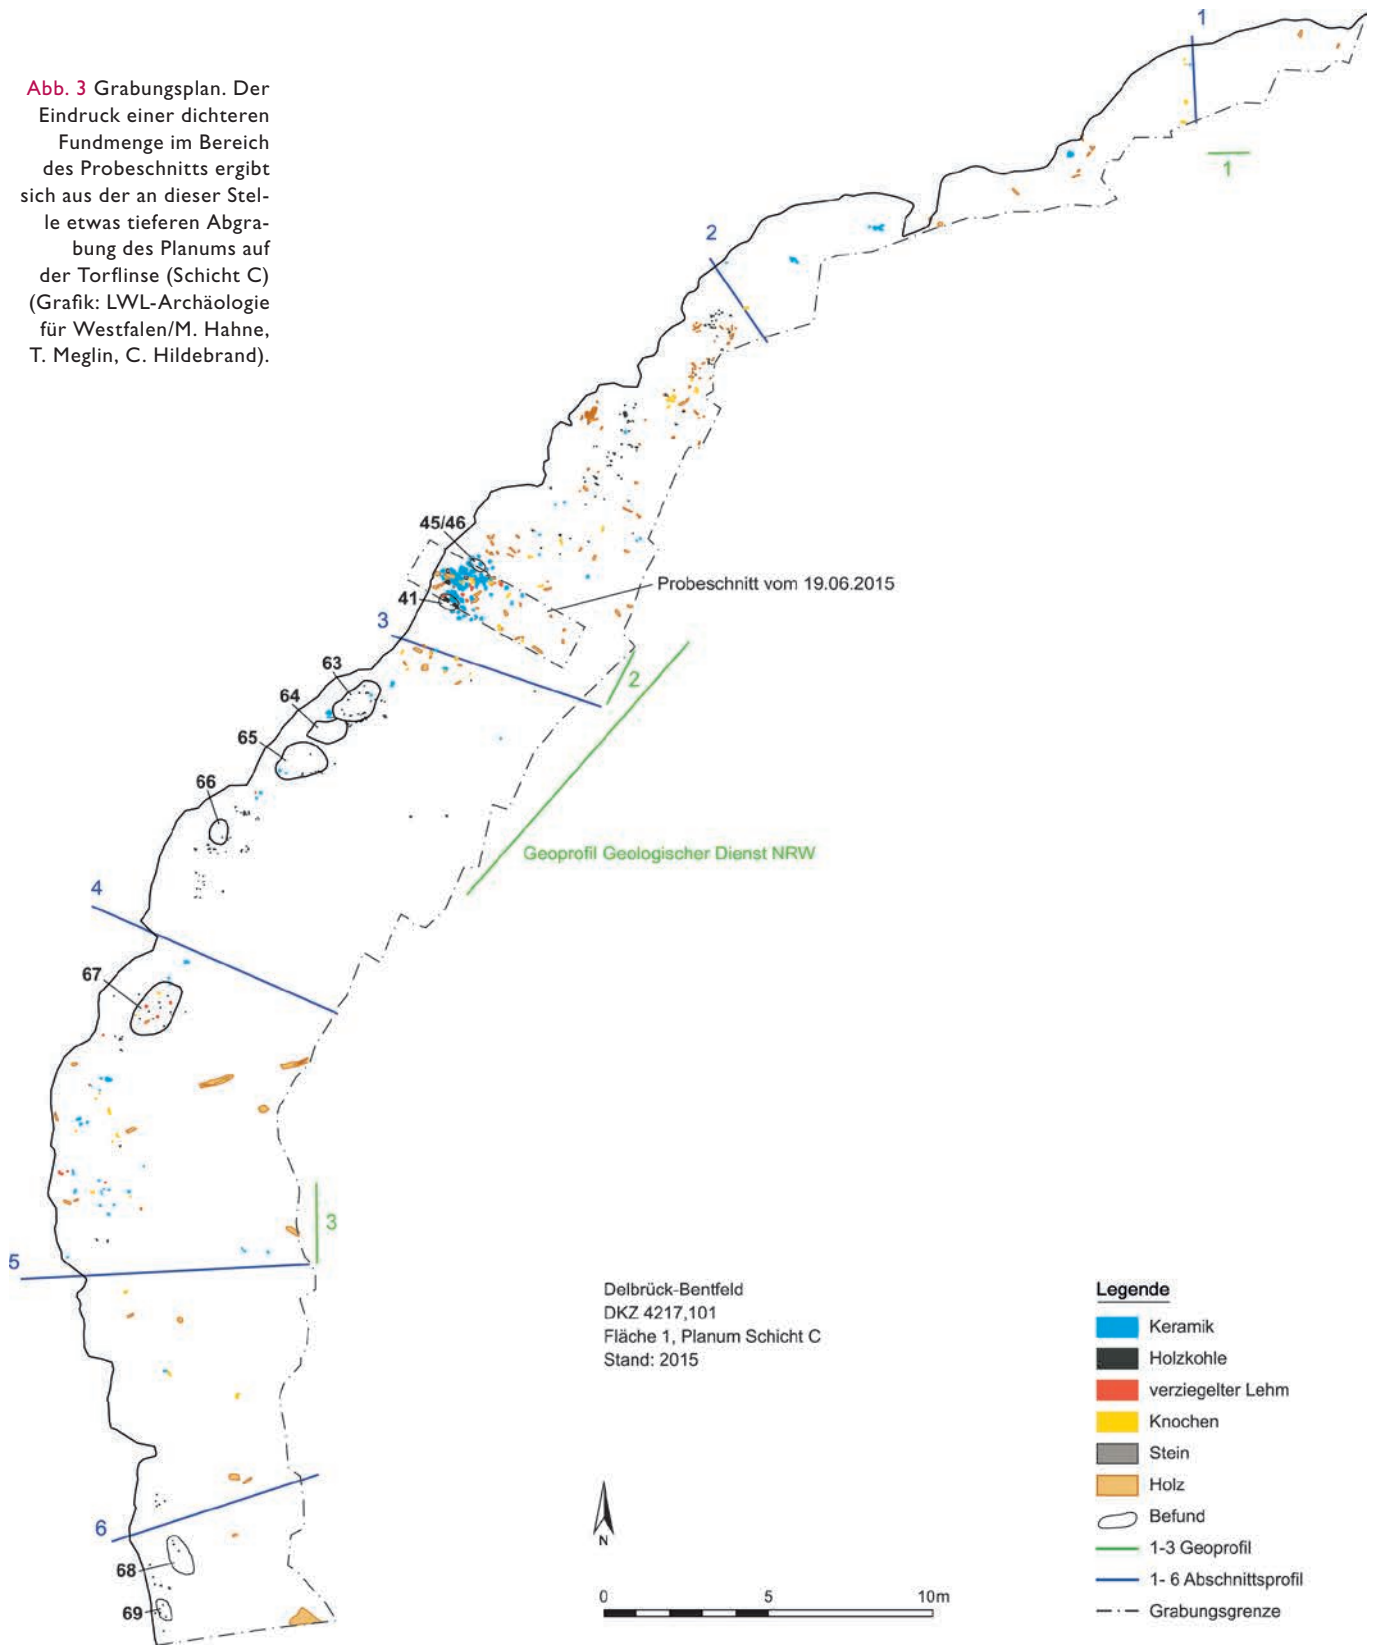 Abb. 3 Grabungsplan. Der
Eindruck einer dichteren
Fundmenge im Bereich
des Probeschnitts ergibt
sich aus der an dieser Stel-
le etwas tieferen Abgra-
bung des Planums auf
der Torflinse (Schicht C)
(Grafik: LWL-Archäologie
für Westfalen/M. Hahne,
T. Meglin, C. Hildebrand).
1
1
2
45/46
Probeschnitt vom 19.06.2015
41
3
63
2
64
65
66
Geoprofil Geologischer Dienst NRW
4
67
3
5
6
68
69
Delbrück-Bentfeld
DKZ 4217,101
Fläche 1, Planum Schicht C
Stand: 2015
N
0 5 10m
Legende
Keramik
Holzkohle
verziegelter Lehm
Knochen
Stein
Holz
Befund
1-3 Geoprofil
1- 6 Abschnittsprofil
Grabungsgrenze